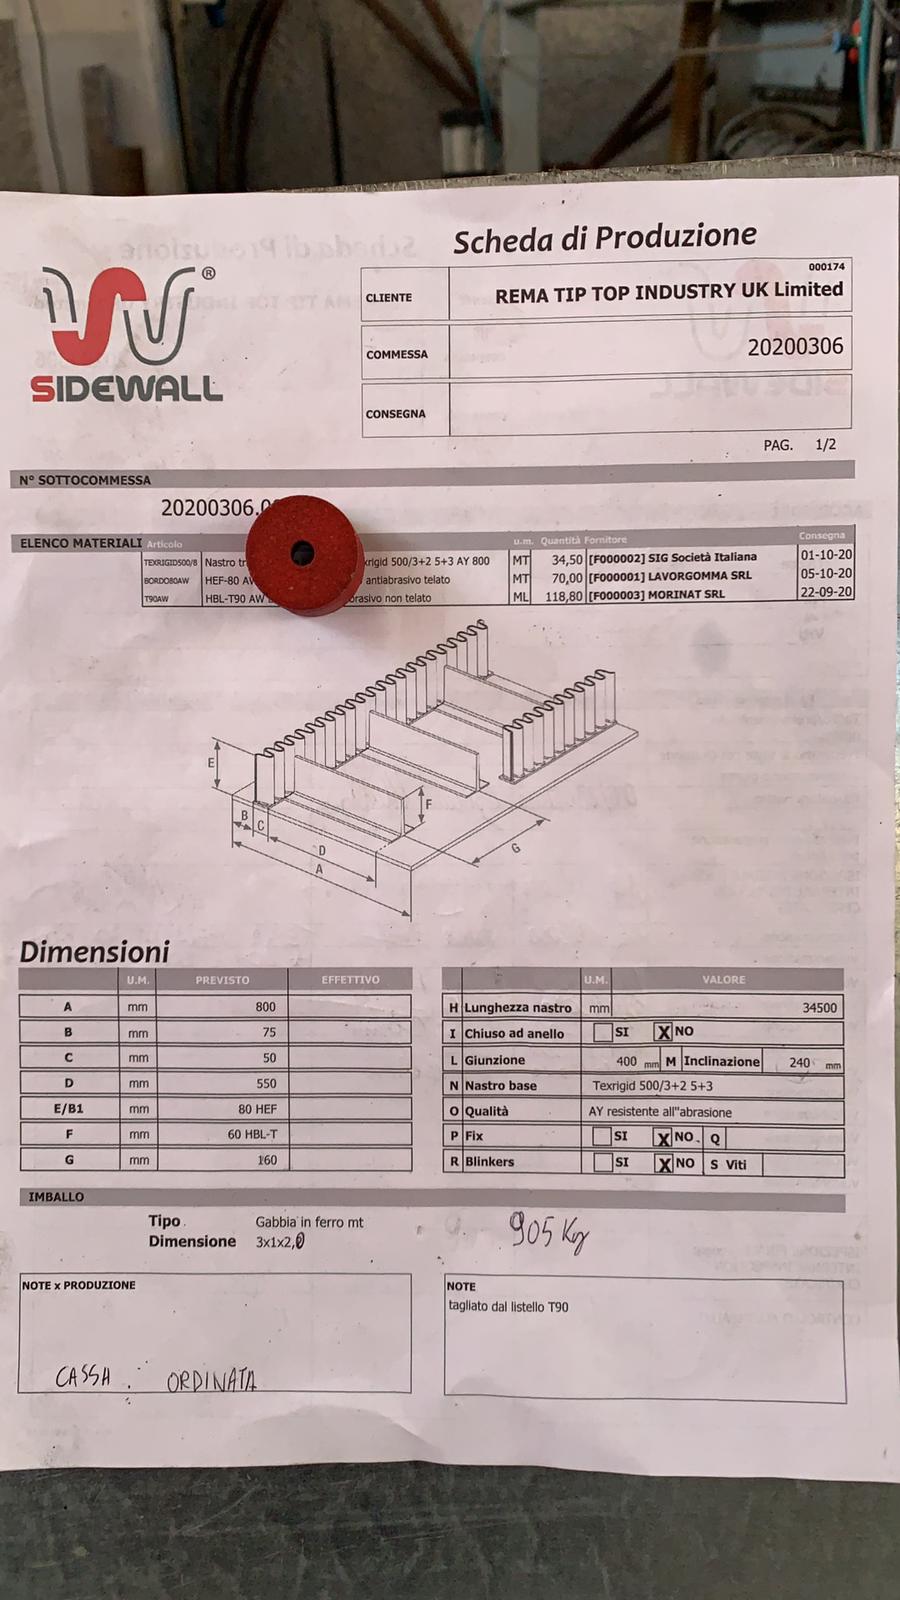 Scheda di Produzione
®
SIDEWALL
000174
CLIENTE REMA TIP TOP INDUSTRY UK Limited
COMMESSA 20200306
CONSEGNA
PAG. 1/2
N° SOTTOCOMMESSA
20200306.0
ELENCO MATERIALI Articolo u.m. Quantità Fornitore Consegna
TEXRIGID500/8 Nastro tr xrigid 500/3+2 5+3 AY 800 MT 34,50 [F000002] SIG Società Italiana 01-10-20
BORDO80AW HEF-80 AW antiabrasivo telato MT 70,00 [F000001] LAVORGOMMA SRL 05-10-20
T90AW HBL-T90 AW brasivo non telato ML 118,80 [F000003] MORINAT SRL 22-09-20
E
B
C
F
D
A
G
Dimensioni
U.M. PREVISTO EFFETTIVO
A mm 800
B mm 75
C mm 50
D mm 550
E/B1 mm 80 HEF
F mm 60 HBL-T
G mm 160
U.M. VALORE
H Lunghezza nastro mm 34500
I Chiuso ad anello SI X NO
L Giunzione 400 mm M Inclinazione 240 mm
N Nastro base Texrigid 500/3+2 5+3
O Qualità AY resistente all"abrasione
P Fix SI X NO Q
R Blinkers SI X NO S Viti
IMBALLO
Tipo Gabbia in ferro mt
Dimensione 3x1x2,0
905 Kg
NOTE x PRODUZIONE
CASSA : ORDINATA
NOTE
tagliato dal listello T90